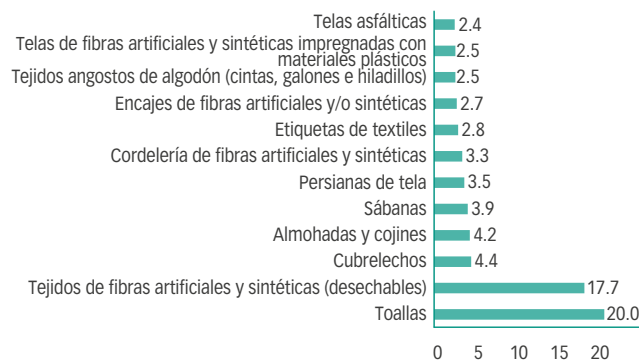 Telas asfálticas 2.4
Telas de fibras artificiales y sintéticas impregnadas con
materiales plásticos 2.5
Tejidos angostos de algodón (cintas, galones e hiladillos) 2.5
Encajes de fibras artificiales y/o sintéticas 2.7
Etiquetas de textiles 2.8
Cordelería de fibras artificiales y sintéticas 3.3
Persianas de tela 3.5
Sábanas 3.9
Almohadas y cojines 4.2
Cubrelechos 4.4
Tejidos de fibras artificiales y sintéticas (desechables) 17.7
Toallas 20.0
0 5 10 15 20